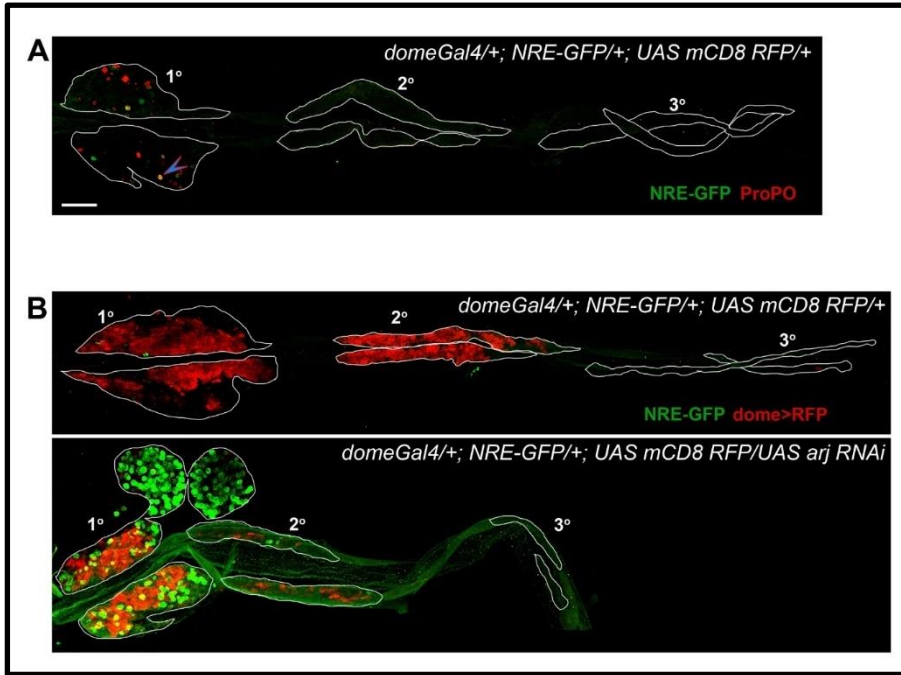 A
domeGal4/+; NRE-GFP/+; UAS mCD8 RFP/+
1°
2°
3°
NRE-GFP ProPO
B
domeGal4/+; NRE-GFP/+; UAS mCD8 RFP/+
1°
2°
3°
NRE-GFP dome>RFP
domeGal4/+; NRE-GFP/+; UAS mCD8 RFP/UAS arj RNAi
1°
2°
3°